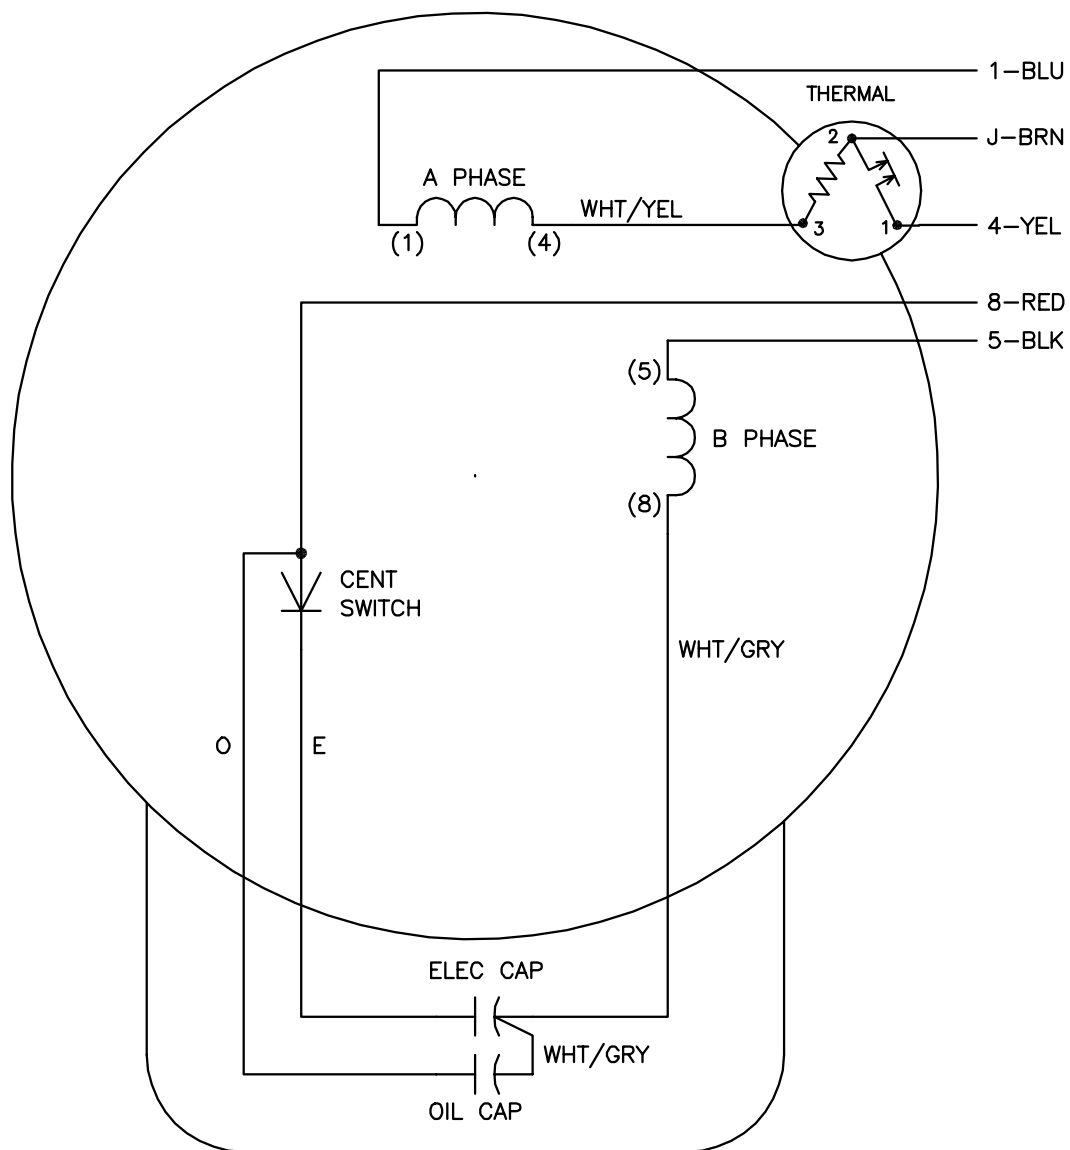 1-BLU
THERMAL
2
J-BRN
A PHASE
WHT/YEL
(1)
(4)
3
1
4-YEL
8-RED
5-BLK
(5)
B PHASE
(8)
CENT
SWITCH
WHT/GRY
O
E
ELEC CAP
WHT/GRY
OIL CAP